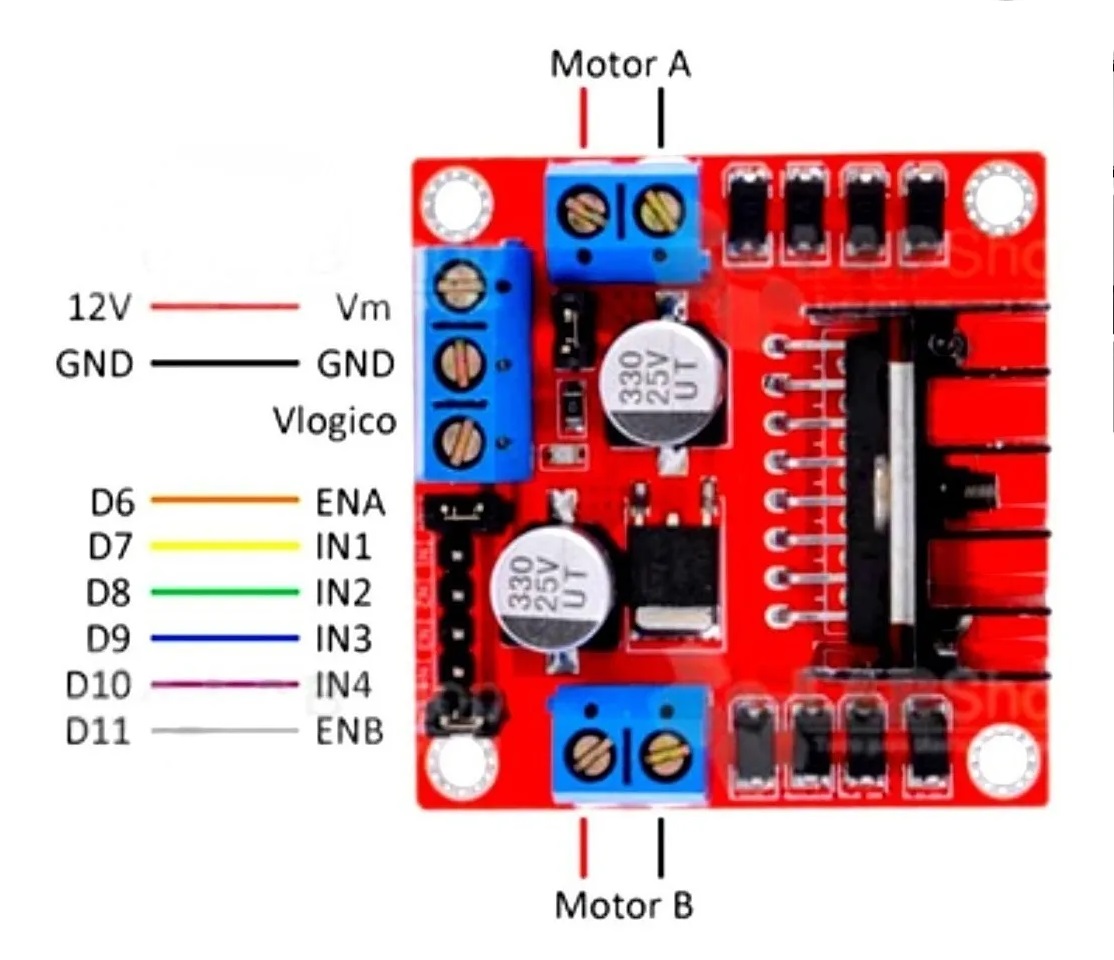 Motor A
12V Vm
GND GND
Vlogico
D6 ENA
D7 IN1
D8 IN2
D9 IN3
D10 IN4
D11 ENB
330
25V
UT
330
25V
UT
Motor B